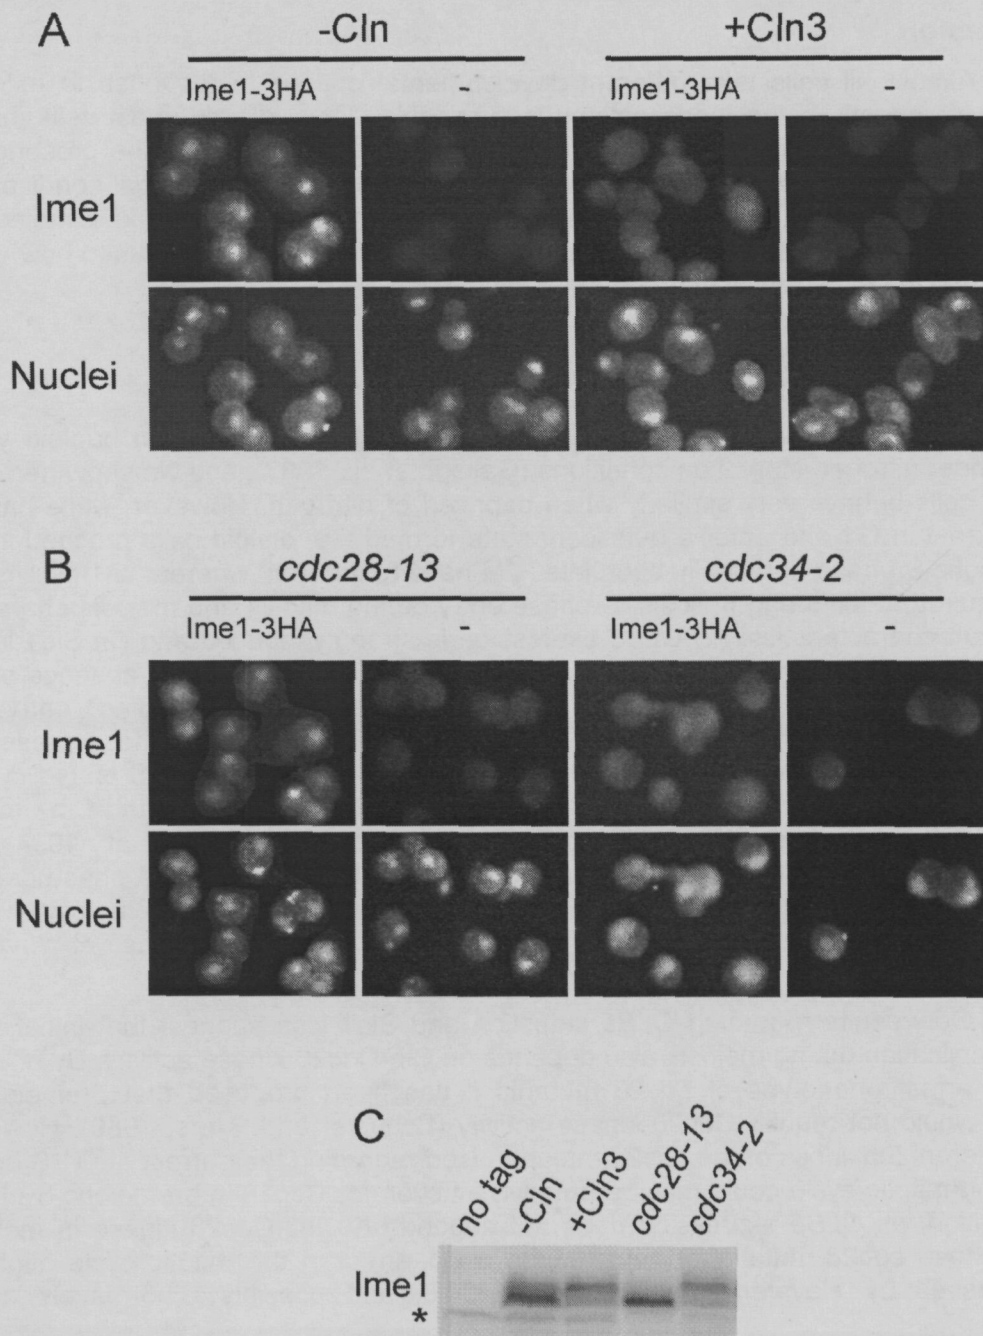 A
-Cln
+Cln3
Ime1-3HA
Ime1-3HA
-
Ime1
Nuclei
B
cdc28-13
cdc34-2
Ime1-3HA
-
Ime1-3HA
-
Ime1
Nuclei
C
no tag
-Cln
+Cln3
cdc28-13
cdc34-2
Ime1
*